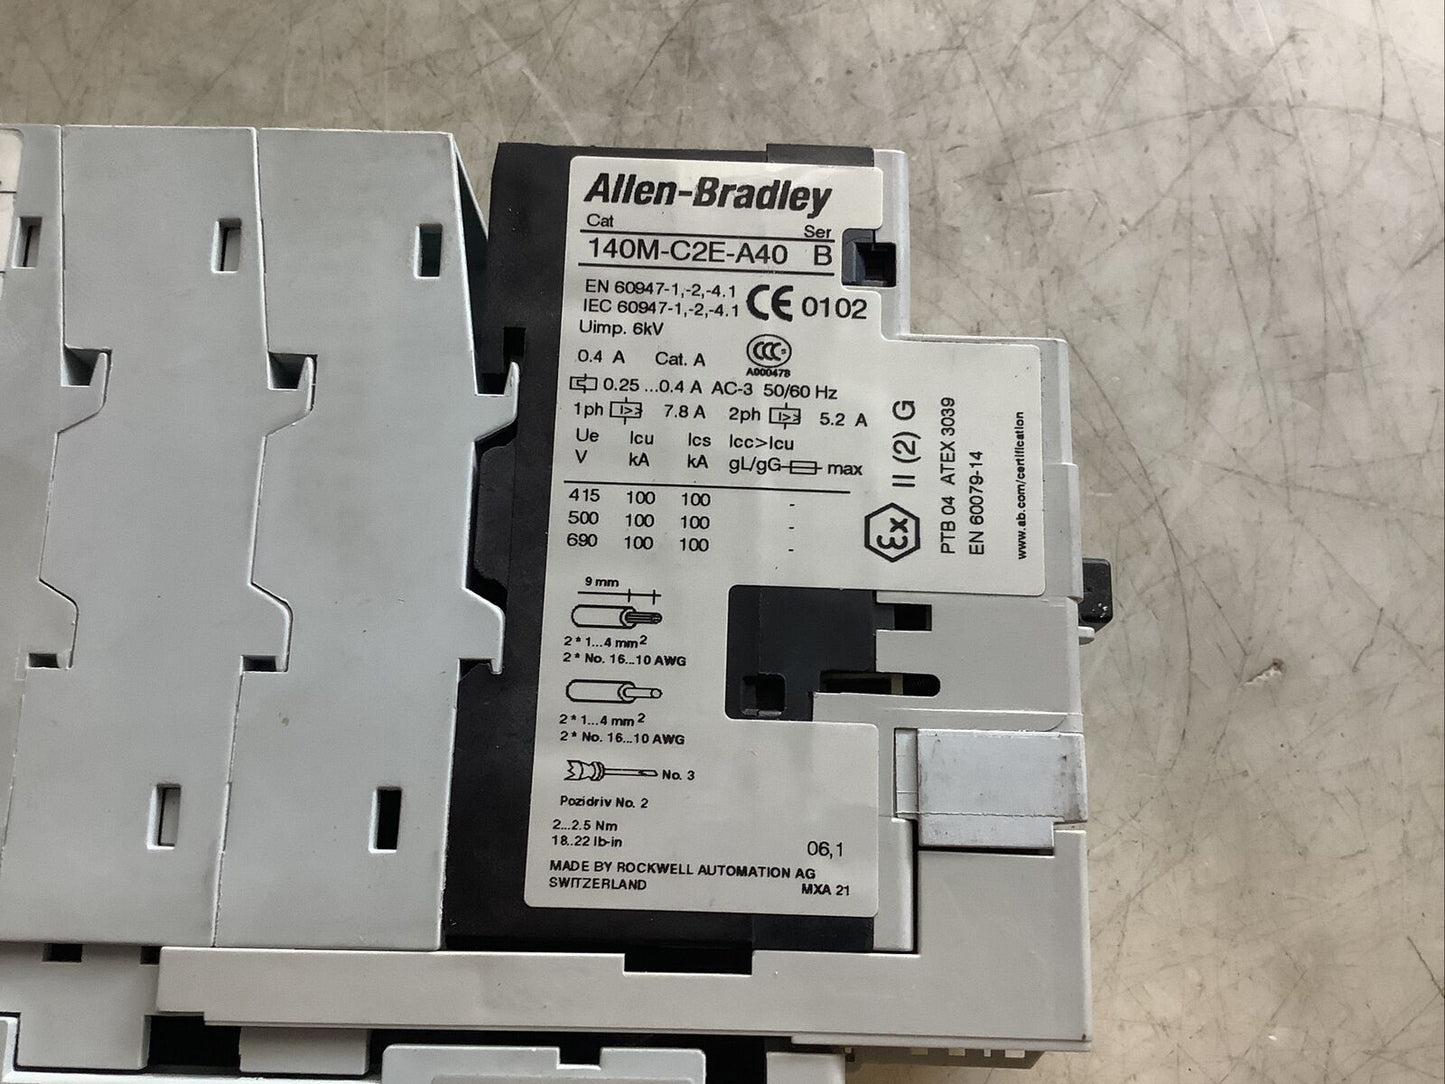 Allen-Bradley
Cat Ser
140M-C2E-A40 B
EN 60947-1,-2,-4.1
IEC 60947-1,-2,-4.1
CE 0102
Uimp. 6kV
CCC
A000478
0.4 A Cat. A
0.25 ...0.4 A AC-3 50/60 Hz
1ph I> 7.8 A 2ph I> 5.2 A
Ue Icu Ics Icc>Icu
V kA kA gL/gG max
415 100 100 -
500 100 100 -
690 100 100 -
9 mm
2 * 1...4 mm2
2 * No. 16...10 AWG
2 * 1...4 mm2
2 * No. 16...10 AWG
No. 3
Pozidriv No. 2
2...2.5 Nm
18..22 lb-in
06,1
MADE BY ROCKWELL AUTOMATION AG
SWITZERLAND MXA 21
Ex II (2) G
PTB 04 ATEX 3039
EN 60079-14
www.ab.com/certification